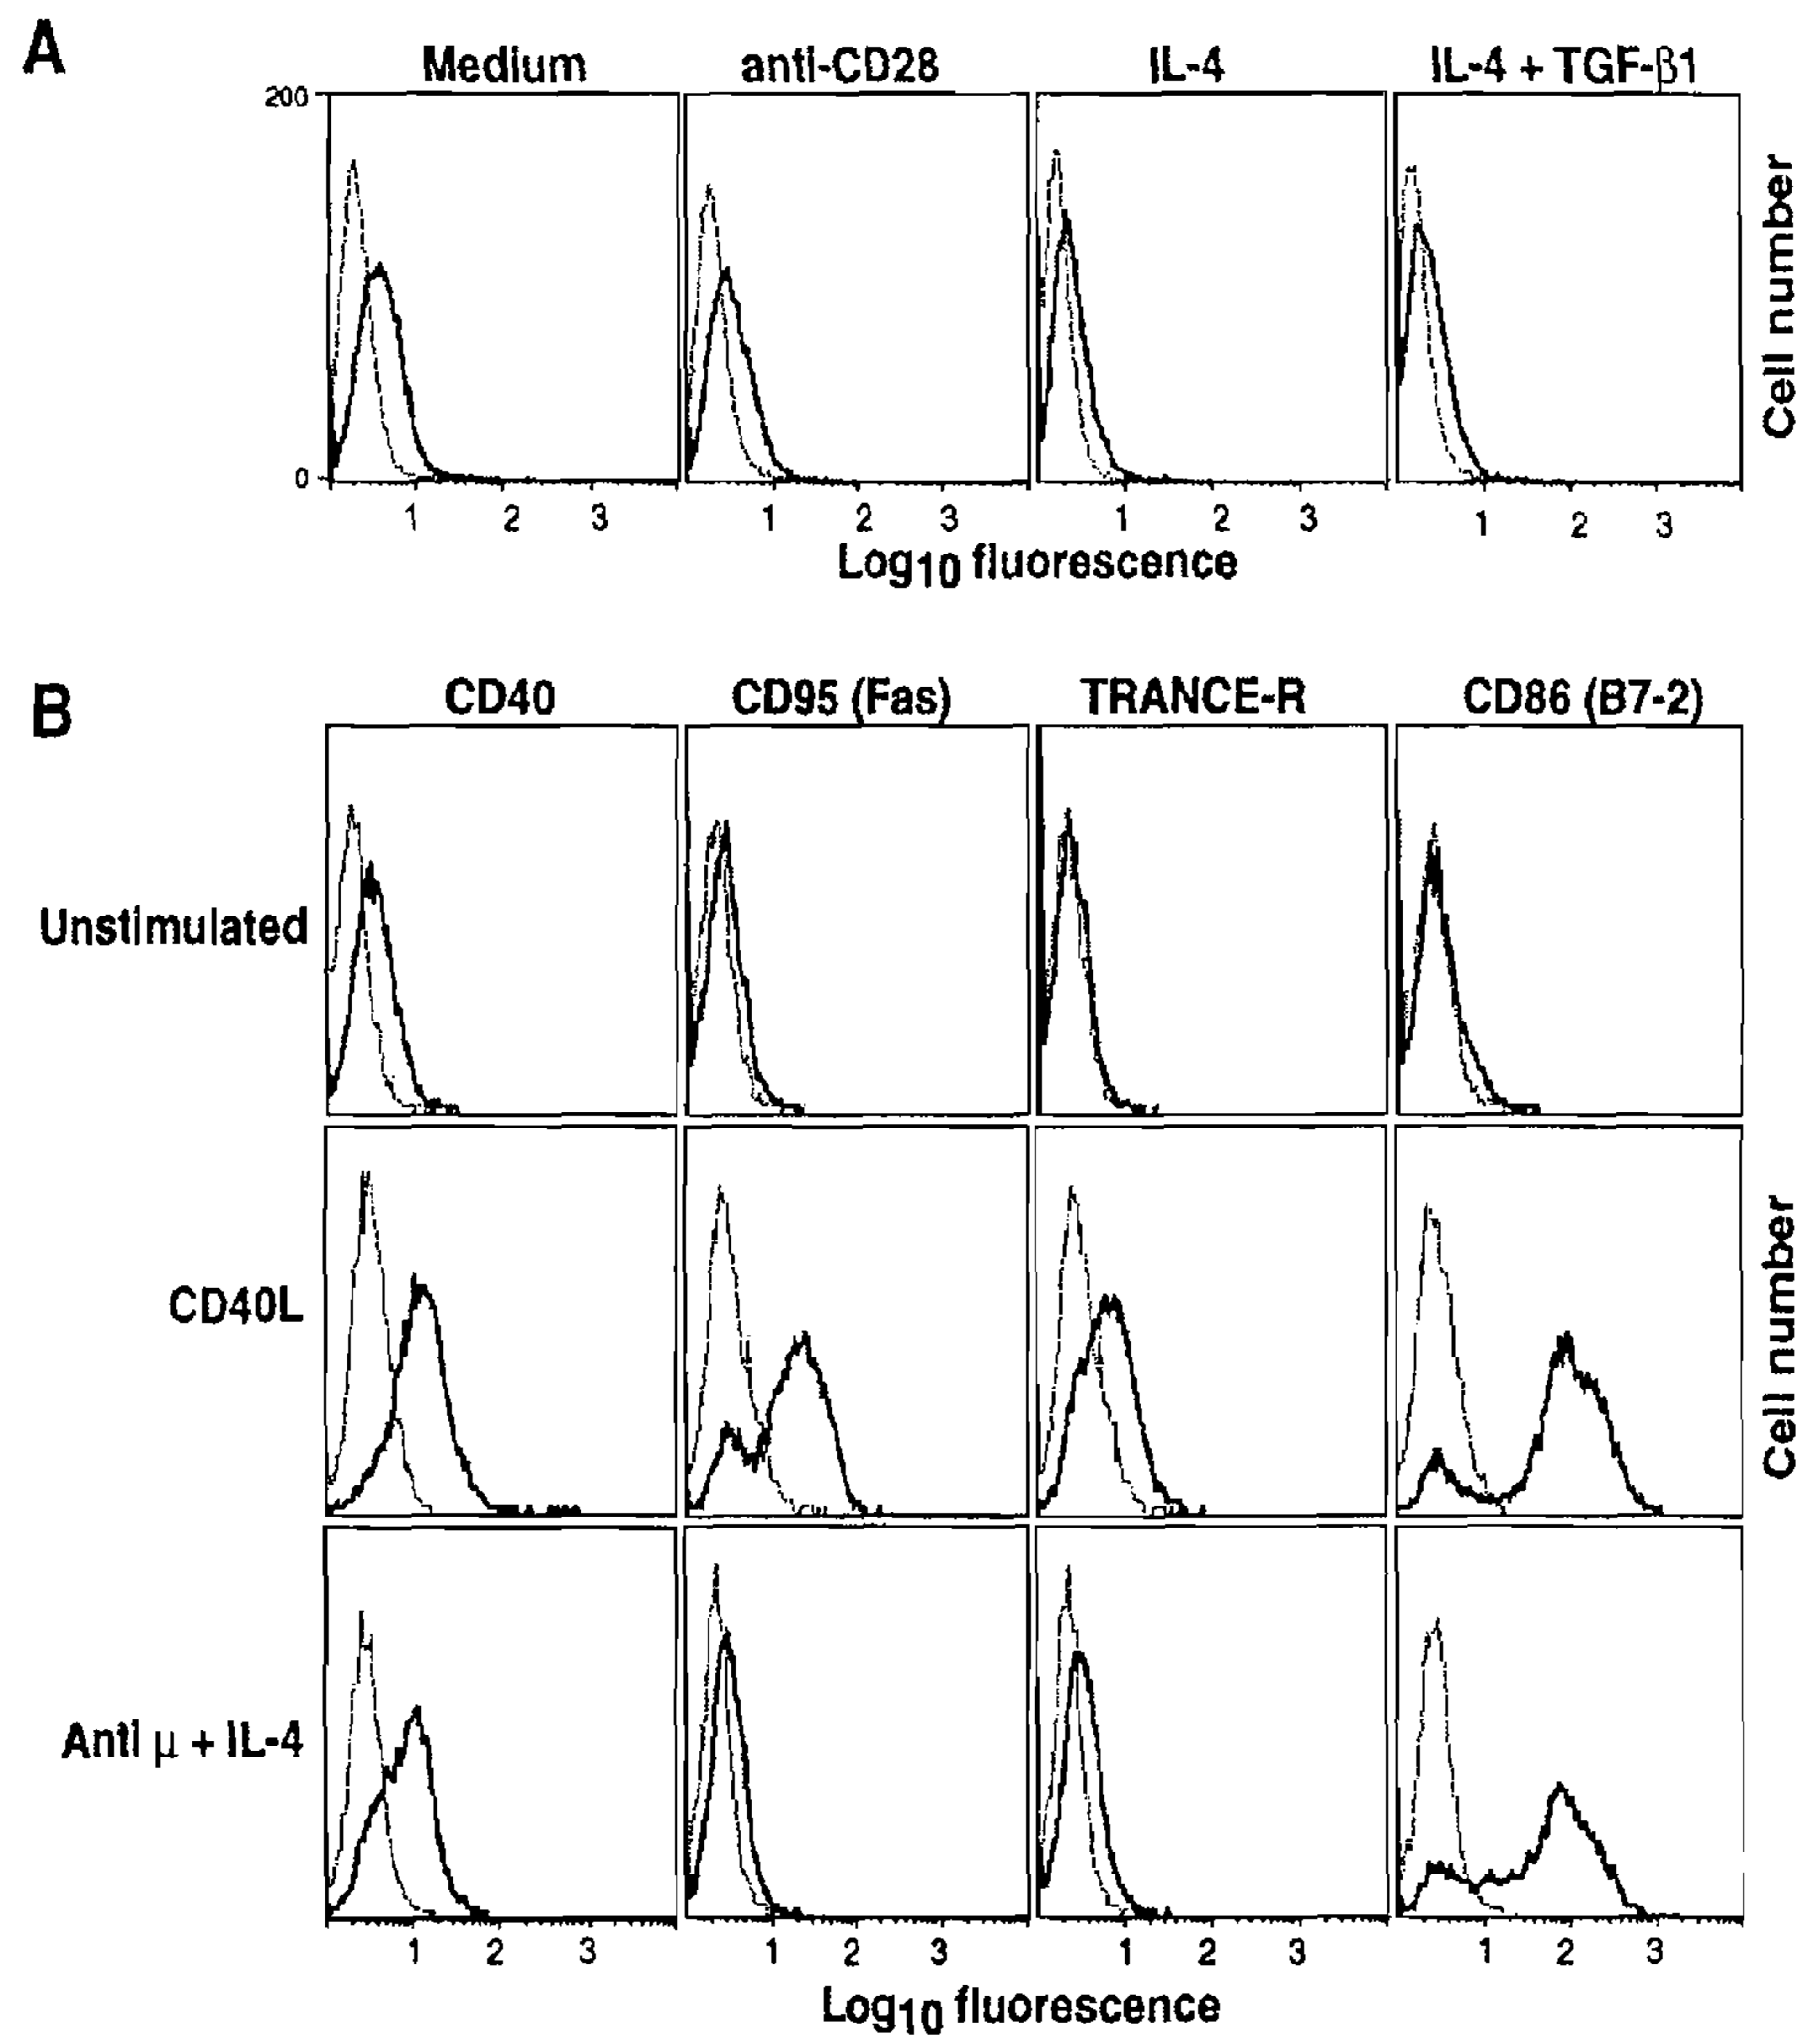 A
Medium anti-CD28 IL-4 IL-4 + TGF-β1
200
0
Cell number
1 2 3 1 2 3 1 2 3 1 2 3
Log10 fluorescence
B
CD40 CD95 (Fas) TRANCE-R CD86 (B7-2)
Unstimulated
CD40L
Cell number
Anti μ + IL-4
1 2 3 1 2 3 1 2 3 1 2 3
Log10 fluorescence